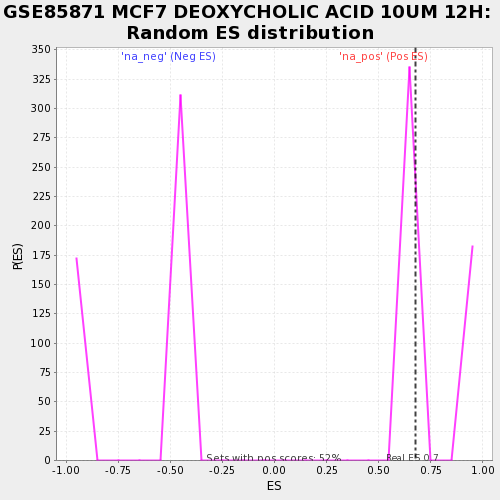 GSE85871 MCF7 DEOXYCHOLIC ACID 10UM 12H:
Random ES distribution
'na_neg' (Neg ES) 'na_pos' (Pos ES)
350
325
300
275
250
225
200
175
150
125
100
75
50
25
0
P(ES)
Sets with pos scores: 52% Real ES 0.7
-1.00 -0.75 -0.50 -0.25 0.00 0.25 0.50 0.75 1.00
ES